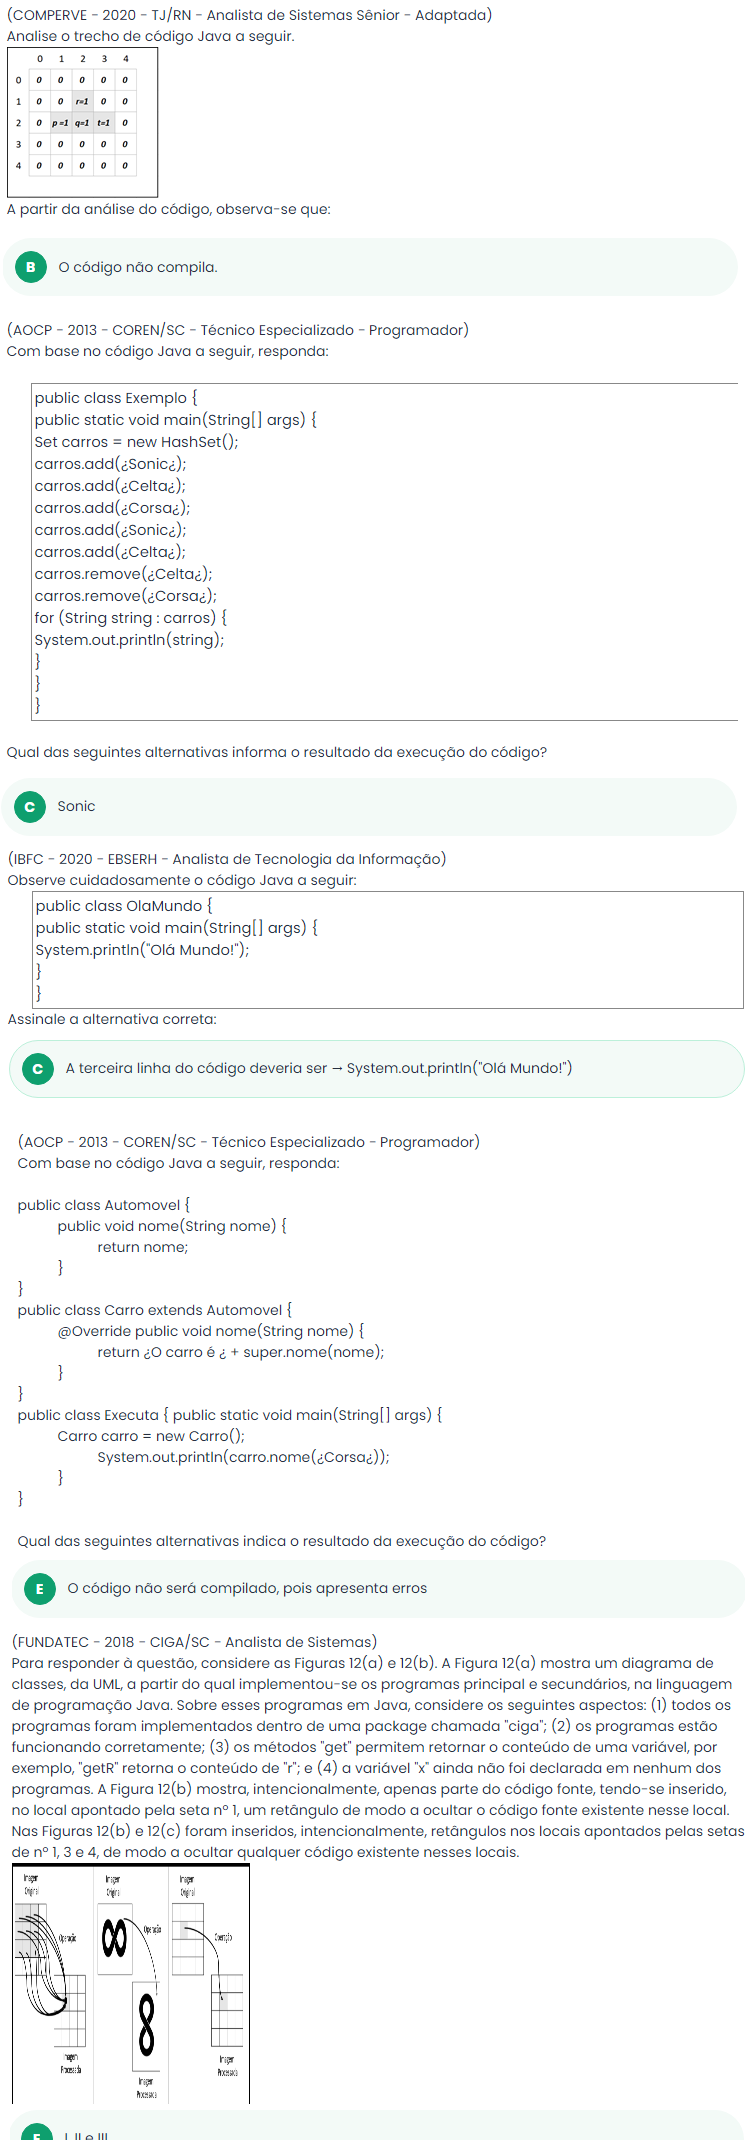 (COMPERVE - 2020 - TJ/RN - Analista de Sistemas Sênior - Adaptada)
Analise o trecho de código Java a seguir.
0 1 2 3 4
0 0 0 0 0 0
1 0 0 r=1 0 0
2 0 p=1 q=1 t=1 0
3 0 0 0 0 0
4 0 0 0 0 0
A partir da análise do código, observa-se que:
B O código não compila.
(AOCP - 2013 - COREN/SC - Técnico Especializado - Programador)
Com base no código Java a seguir, responda:
public class Exemplo {
public static void main(String[] args) {
Set carros = new HashSet();
carros.add(¿Sonic¿);
carros.add(¿Celta¿);
carros.add(¿Corsa¿);
carros.add(¿Sonic¿);
carros.add(¿Celta¿);
carros.remove(¿Celta¿);
carros.remove(¿Corsa¿);
for (String string : carros) {
System.out.println(string);
}
}
}
Qual das seguintes alternativas informa o resultado da execução do código?
C Sonic
(IBFC - 2020 - EBSERH - Analista de Tecnologia da Informação)
Observe cuidadosamente o código Java a seguir:
public class OlaMundo {
public static void main(String[] args) {
System.println("Olá Mundo!");
}
}
Assinale a alternativa correta:
C A terceira linha do código deveria ser → System.out.println("Olá Mundo!")
(AOCP - 2013 - COREN/SC - Técnico Especializado - Programador)
Com base no código Java a seguir, responda:
public class Automovel {
public void nome(String nome) {
return nome;
}
}
public class Carro extends Automovel {
@Override public void nome(String nome) {
return ¿O carro é ¿ + super.nome(nome);
}
}
public class Executa { public static void main(String[] args) {
Carro carro = new Carro();
System.out.println(carro.nome(¿Corsa¿));
}
}
Qual das seguintes alternativas indica o resultado da execução do código?
E O código não será compilado, pois apresenta erros
(FUNDATEC - 2018 - CIGA/SC - Analista de Sistemas)
Para responder à questão, considere as Figuras 12(a) e 12(b). A Figura 12(a) mostra um diagrama de
classes, da UML, a partir do qual implementou-se os programas principal e secundários, na linguagem
de programação Java. Sobre esses programas em Java, considere os seguintes aspectos: (1) todos os
programas foram implementados dentro de uma package chamada "ciga"; (2) os programas estão
funcionando corretamente; (3) os métodos "get" permitem retornar o conteúdo de uma variável, por
exemplo, "getR" retorna o conteúdo de "r"; e (4) a variável "x" ainda não foi declarada em nenhum dos
programas. A Figura 12(b) mostra, intencionalmente, apenas parte do código fonte, tendo-se inserido,
no local apontado pela seta nº 1, um retângulo de modo a ocultar o código fonte existente nesse local.
Nas Figuras 12(b) e 12(c) foram inseridos, intencionalmente, retângulos nos locais apontados pelas setas
de nº 1, 3 e 4, de modo a ocultar qualquer código existente nesses locais.
Imagem Original Imagem Original Imagem Original
Operação Operação Operação
Imagem Processada Imagem Processada Imagem Processada
E I, II e III.